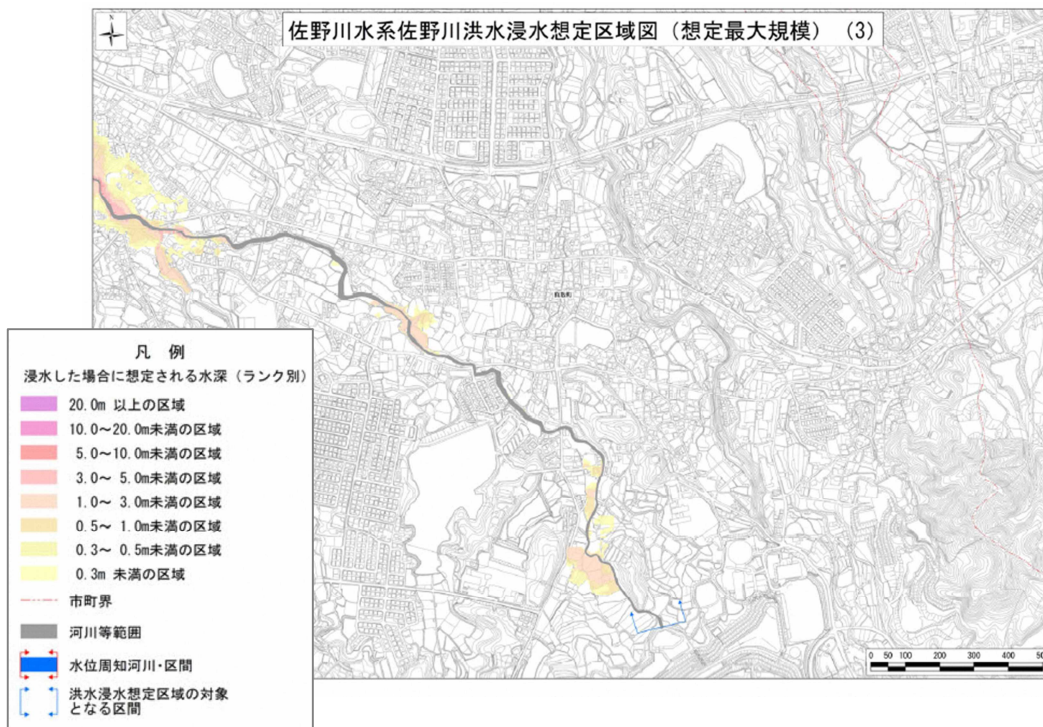 N
佐野川水系佐野川洪水浸水想定区域図（想定最大規模）（3）
凡 例
浸水した場合に想定される水深（ランク別）
20.0m 以上の区域
10.0～20.0m未満の区域
5.0～10.0m未満の区域
3.0～ 5.0m未満の区域
1.0～ 3.0m未満の区域
0.5～ 1.0m未満の区域
0.3～ 0.5m未満の区域
0.3m 未満の区域
市町界
河川等範囲
水位周知河川・区間
洪水浸水想定区域の対象
となる区間
0 50 100 200 300 400